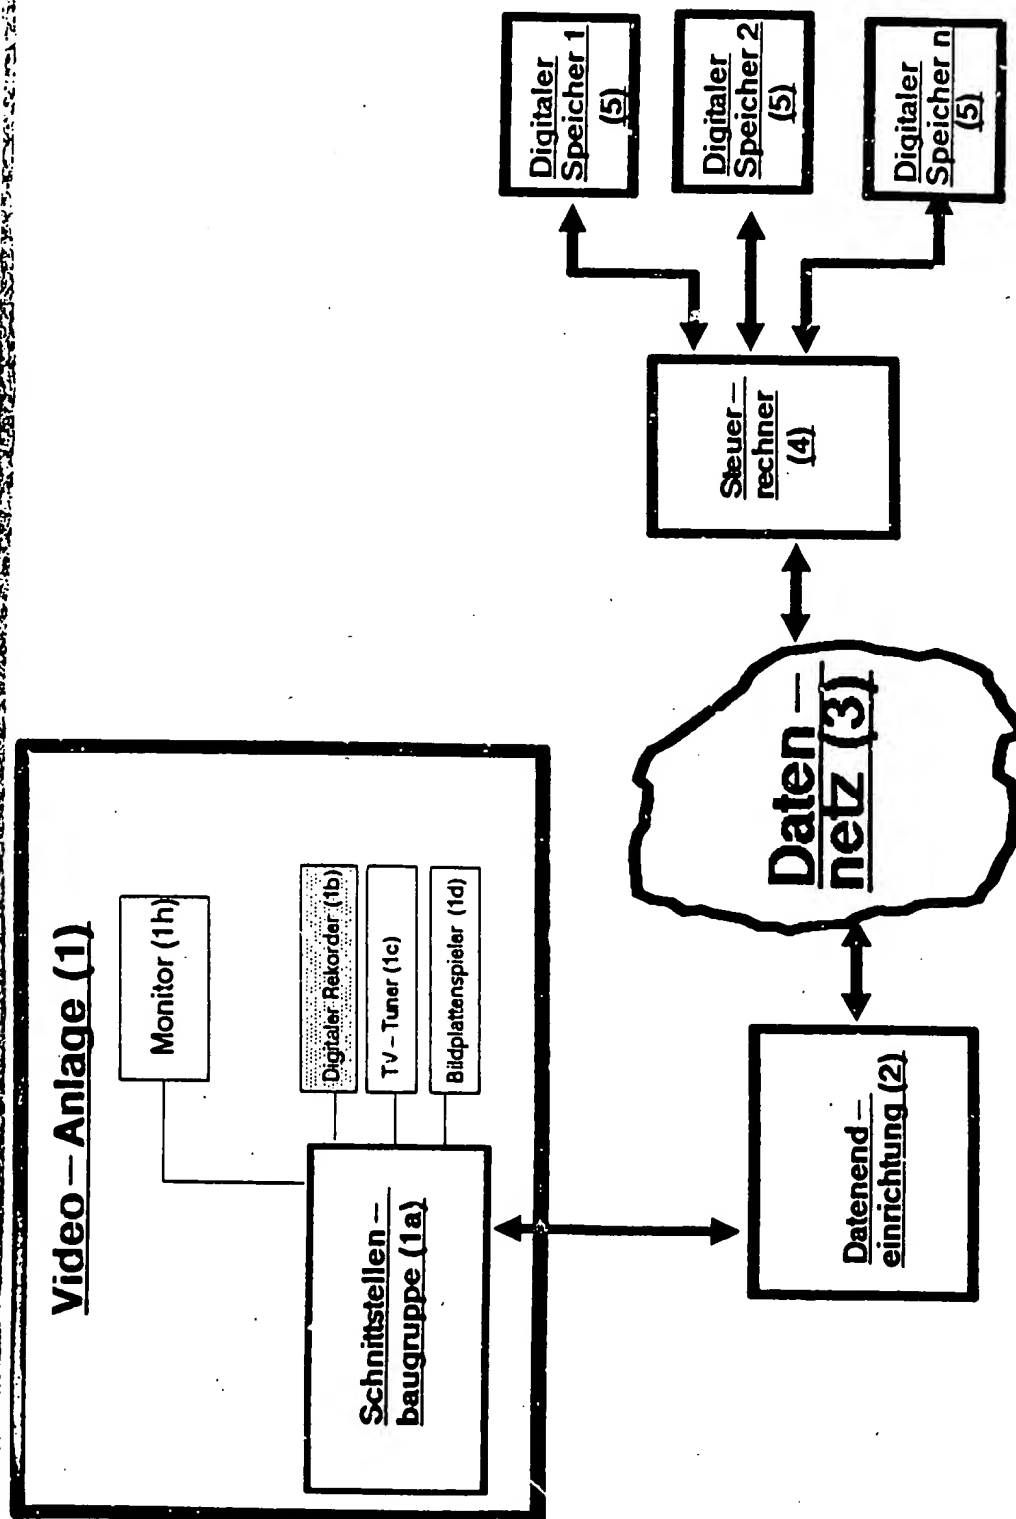 Video–Anlage (1)
Monitor (1h)
Digitaler Rekorder (1b)
TV–Tuner (1c)
Bildplattenspieler (1d)
Schnittstellen–
baugruppe (1a)
Datenend–
einrichtung (2)
Daten–
netz (3)
Steuer–
rechner
(4)
Digitaler
Speicher 1
(5)
Digitaler
Speicher 2
(5)
Digitaler
Speicher n
(5)